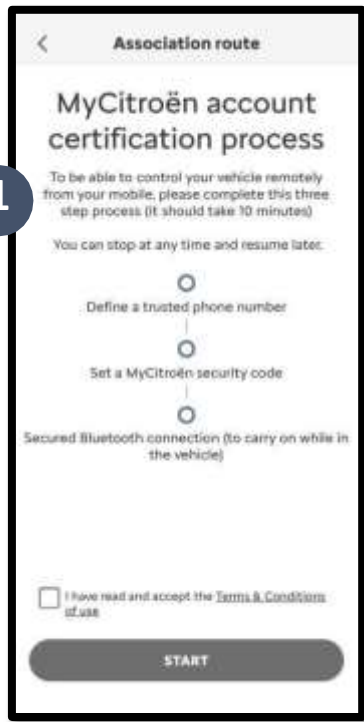 Association route
MyCitroën account
certification process
To be able to control your vehicle remotely
from your mobile, please complete this three
step process (it should take 10 minutes)
You can stop at any time and resume later.
1
Define a trusted phone number
Set a MyCitroën security code
Secured Bluetooth connection (to carry on while in
the vehicle)
I have read and accept the Terms & Conditions
of use
START